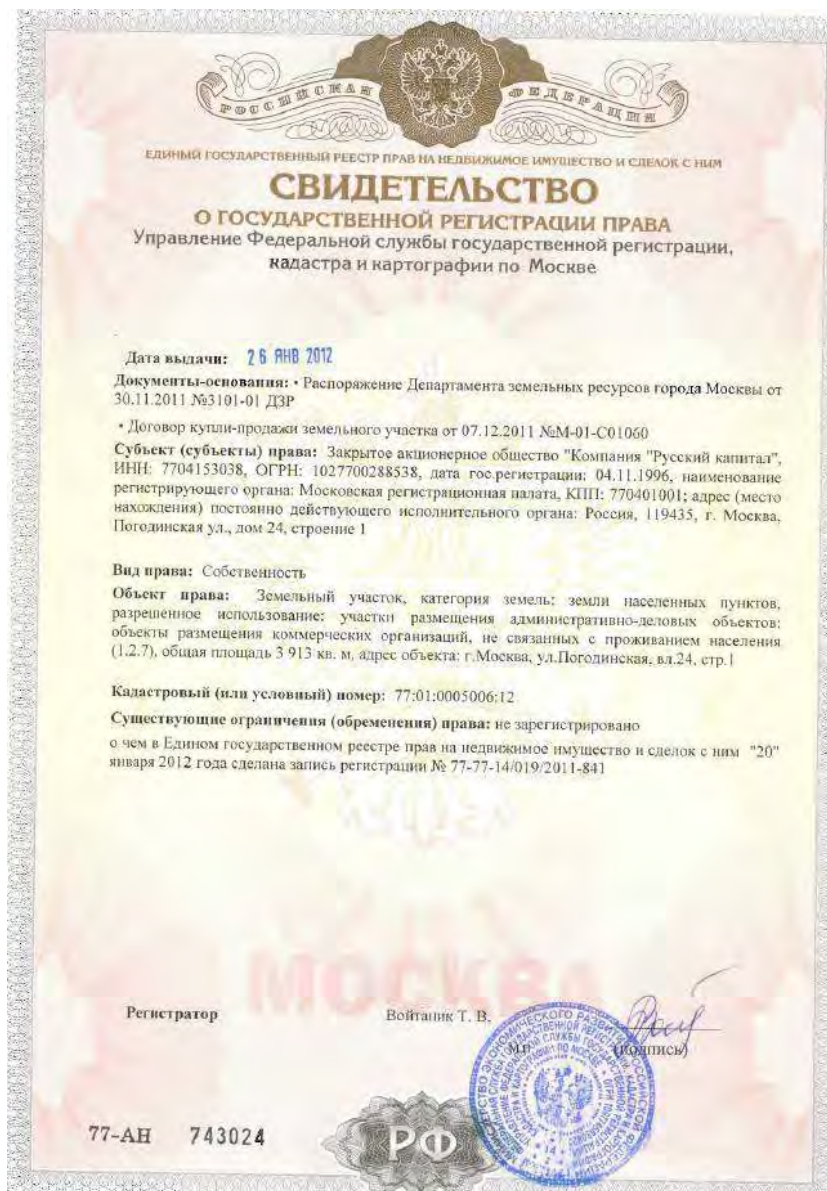 РОССИЙСКАЯ ФЕДЕРАЦИЯ
ЕДИНЫЙ ГОСУДАРСТВЕННЫЙ РЕЕСТР ПРАВ НА НЕДВИЖИМОЕ ИМУЩЕСТВО И СДЕЛОК С НИМ
СВИДЕТЕЛЬСТВО
О ГОСУДАРСТВЕННОЙ РЕГИСТРАЦИИ ПРАВА
Управление Федеральной службы государственной регистрации,
кадастра и картографии по Москве
Дата выдачи: 26 ЯНВ 2012
Документы-основания: • Распоряжение Департамента земельных ресурсов города Москвы от
30.11.2011 №3101-01 ДЗР
• Договор купли-продажи земельного участка от 07.12.2011 №М-01-С01060
Субъект (субъекты) права: Закрытое акционерное общество "Компания "Русский капитал",
ИНН: 7704153038, ОГРН: 1027700288538, дата гос.регистрации: 04.11.1996, наименование
регистрирующего органа: Московская регистрационная палата, КПП: 770401001; адрес (место
нахождения) постоянно действующего исполнительного органа: Россия, 119435, г. Москва,
Погодинская ул., дом 24, строение 1
Вид права: Собственность
Объект права: Земельный участок, категория земель: земли населенных пунктов,
разрешенное использование: участки размещения административно-деловых объектов:
объекты размещения коммерческих организаций, не связанных с проживанием населения
(1.2.7), общая площадь 3 913 кв. м, адрес объекта: г.Москва, ул.Погодинская, вл.24, стр.1
Кадастровый (или условный) номер: 77:01:0005006:12
Существующие ограничения (обременения) права: не зарегистрировано
о чем в Едином государственном реестре прав на недвижимое имущество и сделок с ним "20"
января 2012 года сделана запись регистрации № 77-77-14/019/2011-841
МОСКВА
Регистратор Войтаник Т. В.
М.П. (подпись)
77-АН 743024
РФ